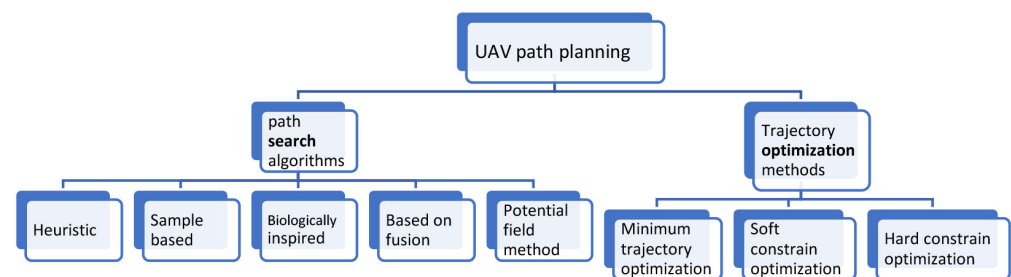 UAV path planning
path
search
algorithms
Trajectory
optimization
methods
Heuristic
Sample
based
Biologically
inspired
Based on
fusion
Potential
field
method
Minimum
trajectory
optimization
Soft
constrain
optimization
Hard constrain
optimization